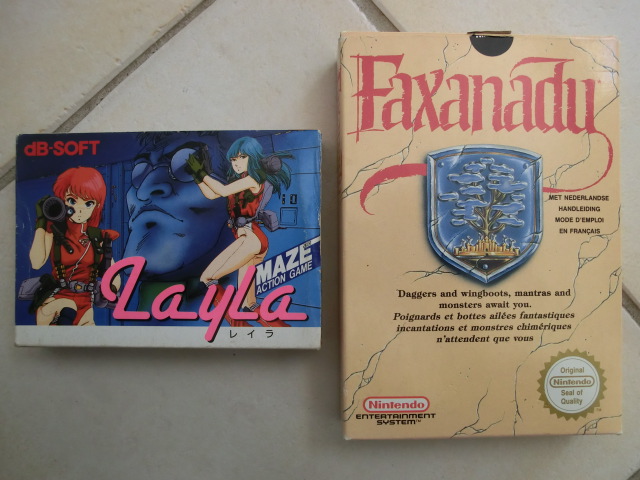 dB-SOFT
MAZE
ACTION GAME
Layla
レイラ
Faxanadu
MET NEDERLANDSE
HANDLEIDING
MODE D'EMPLOI
EN FRANÇAIS
Daggers and wingboots, mantras and
monsters await you.
Poignards et bottes ailées fantastiques
incantations et monstres chimériques
n'attendent que vous
Nintendo
ENTERTAINMENT
SYSTEM™
Original
Nintendo
Seal of
Quality